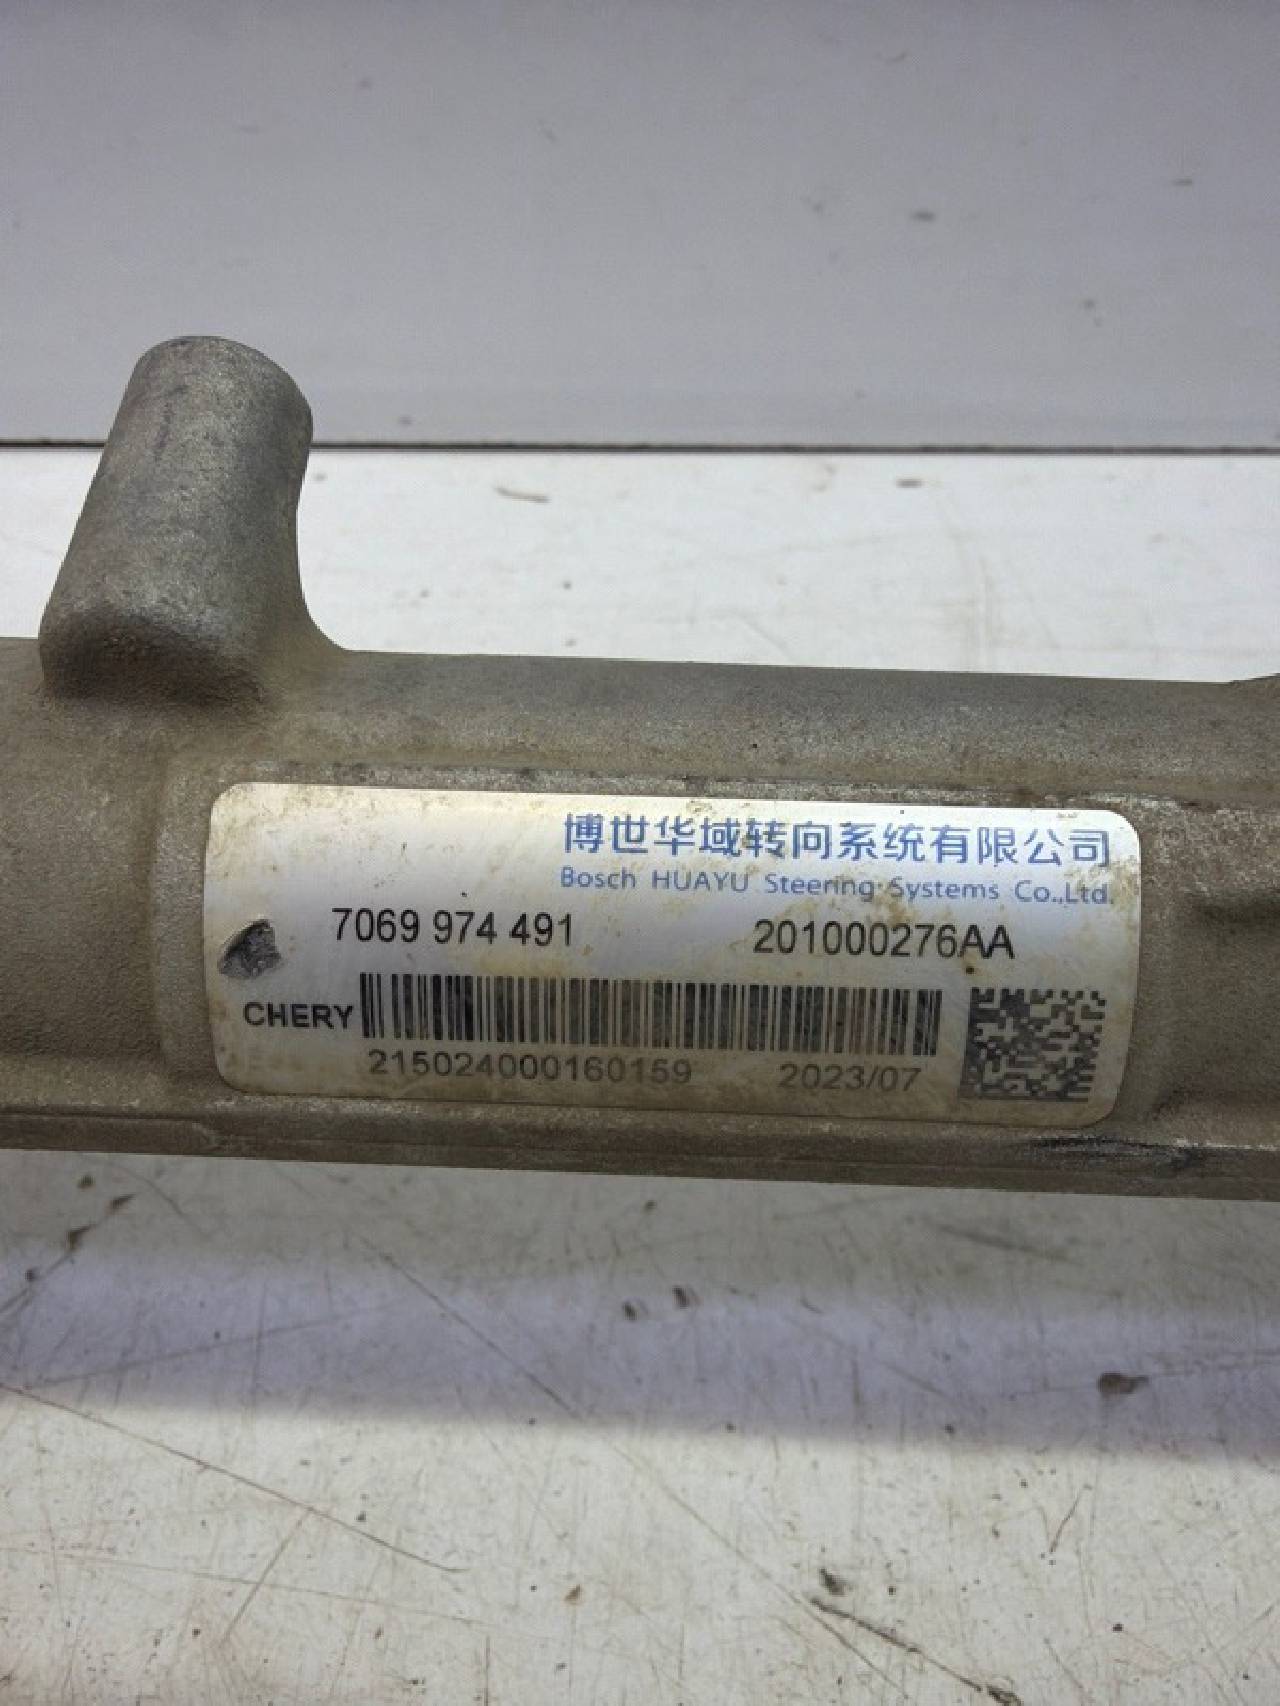 博世华域转向系统有限公司
Bosch HUAYU Steering Systems Co.,Ltd.
7069 974 491 201000276AA
CHERY
215024000160159 2023/07